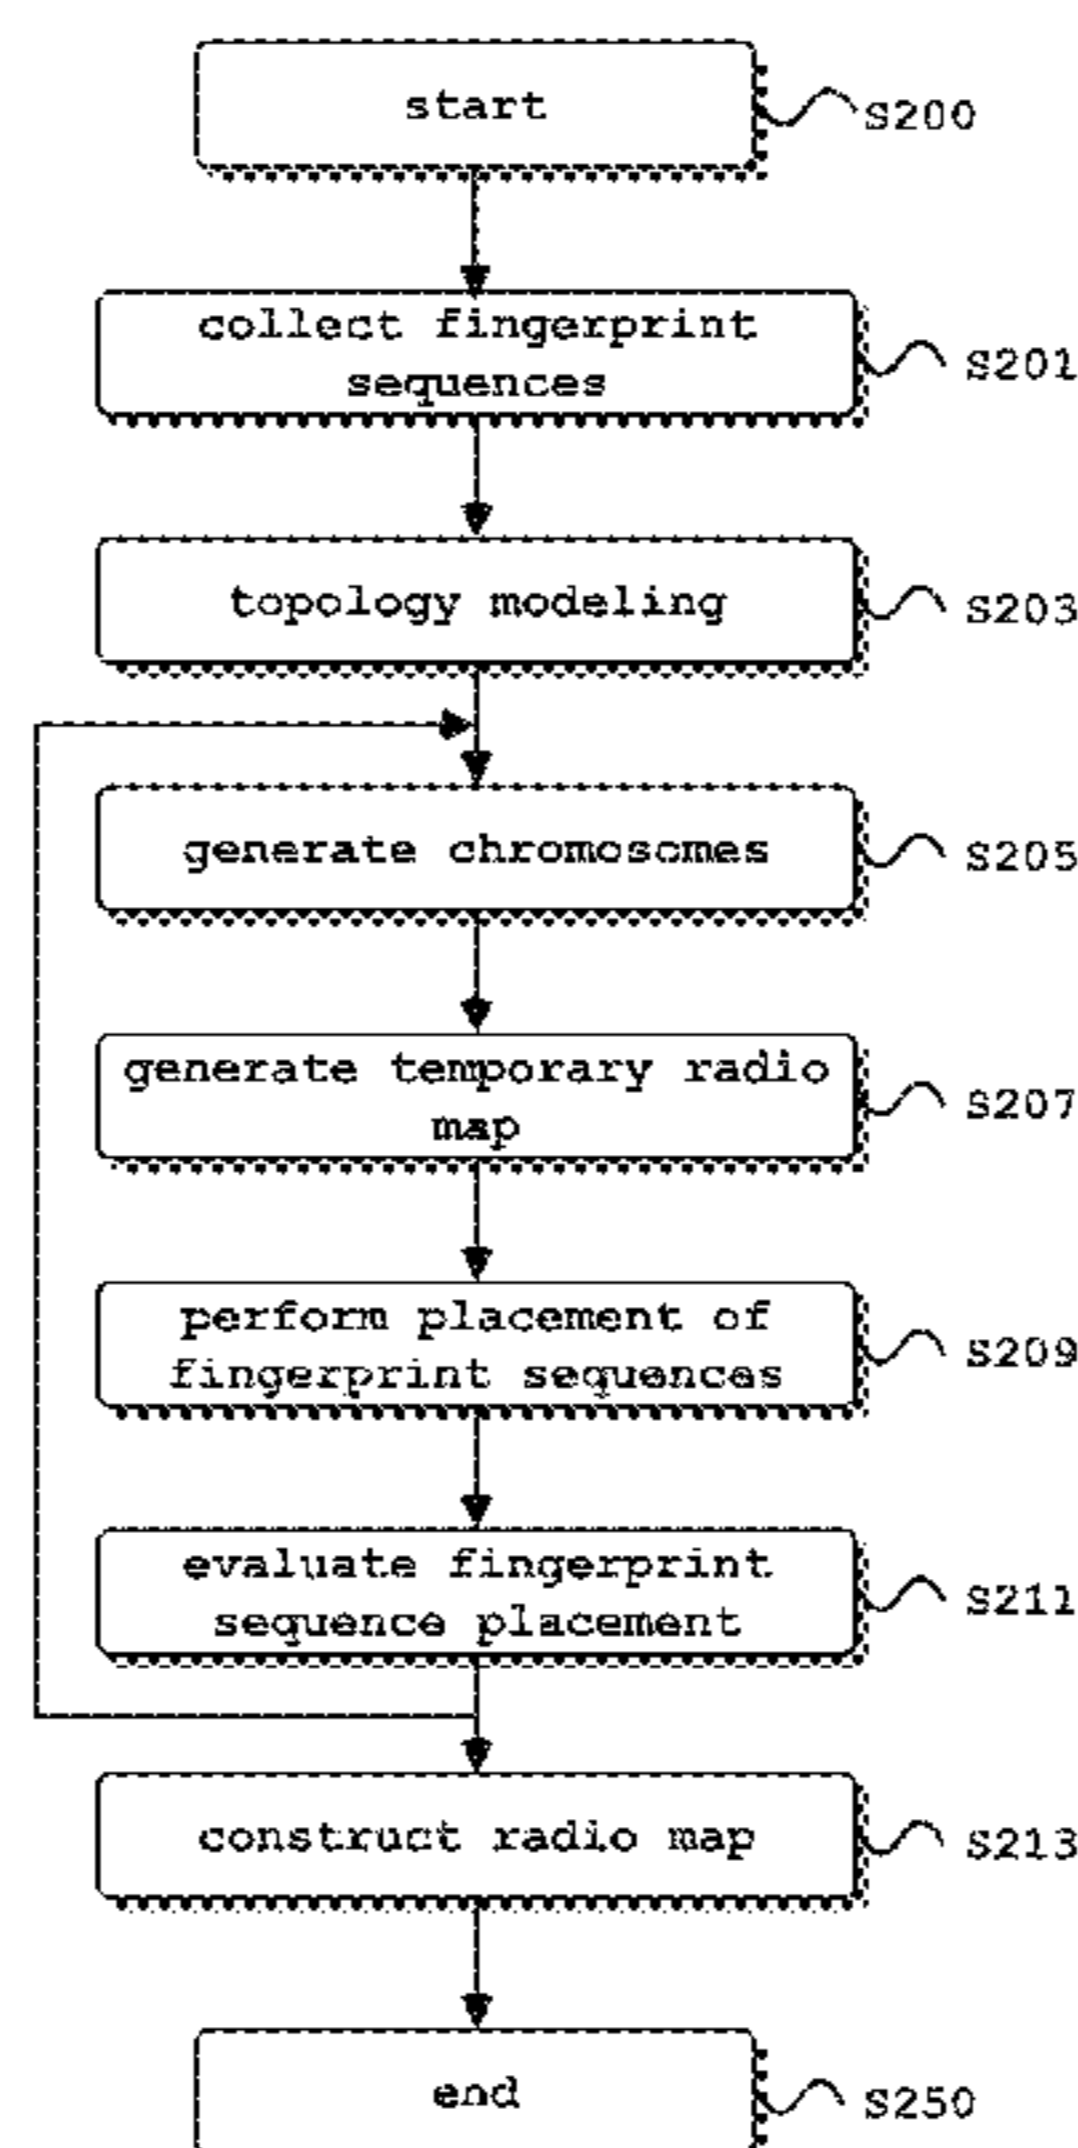 start
S200
collect fingerprint
sequences
S201
topology modeling
S203
generate chromosomes
S205
generate temporary radio
map
S207
perform placement of
fingerprint sequences
S209
evaluate fingerprint
sequence placement
S211
construct radio map
S213
end
S250